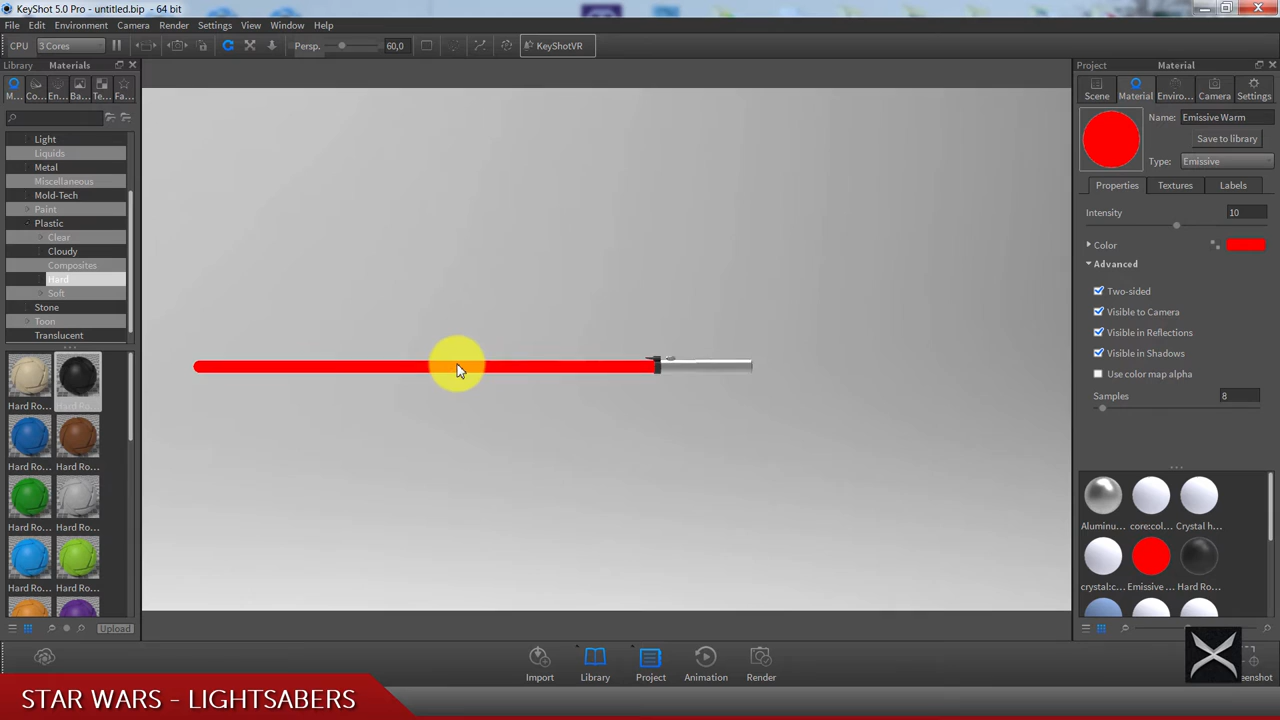 KeyShot 5.0 Pro - untitled.bip - 64 bit
File Edit Environment Camera Render Settings View Window Help
CPU 3 Cores Persp. 60,0 KeyShotVR
Library Materials
M... Co... En... Ba... Te... Fa...
Light
Liquids
Metal
Miscellaneous
Mold-Tech
Paint
Plastic
Clear
Cloudy
Composites
Hard
Soft
Stone
Toon
Translucent
Hard Ro... Hard Ro...
Hard Ro... Hard Ro...
Hard Ro... Hard Ro...
Hard Ro... Hard Ro...
Upload
Project Material
Scene Material Enviro... Camera Settings
Name: Emissive Warm
Save to library
Type: Emissive
Properties Textures Labels
Intensity 10
Color
Advanced
Two-sided
Visible to Camera
Visible in Reflections
Visible in Shadows
Use color map alpha
Samples 8
Aluminu... core:col... Crystal h...
crystal:c... Emissive ... Hard Ro...
Import Library Project Animation Render
STAR WARS - LIGHTSABERS